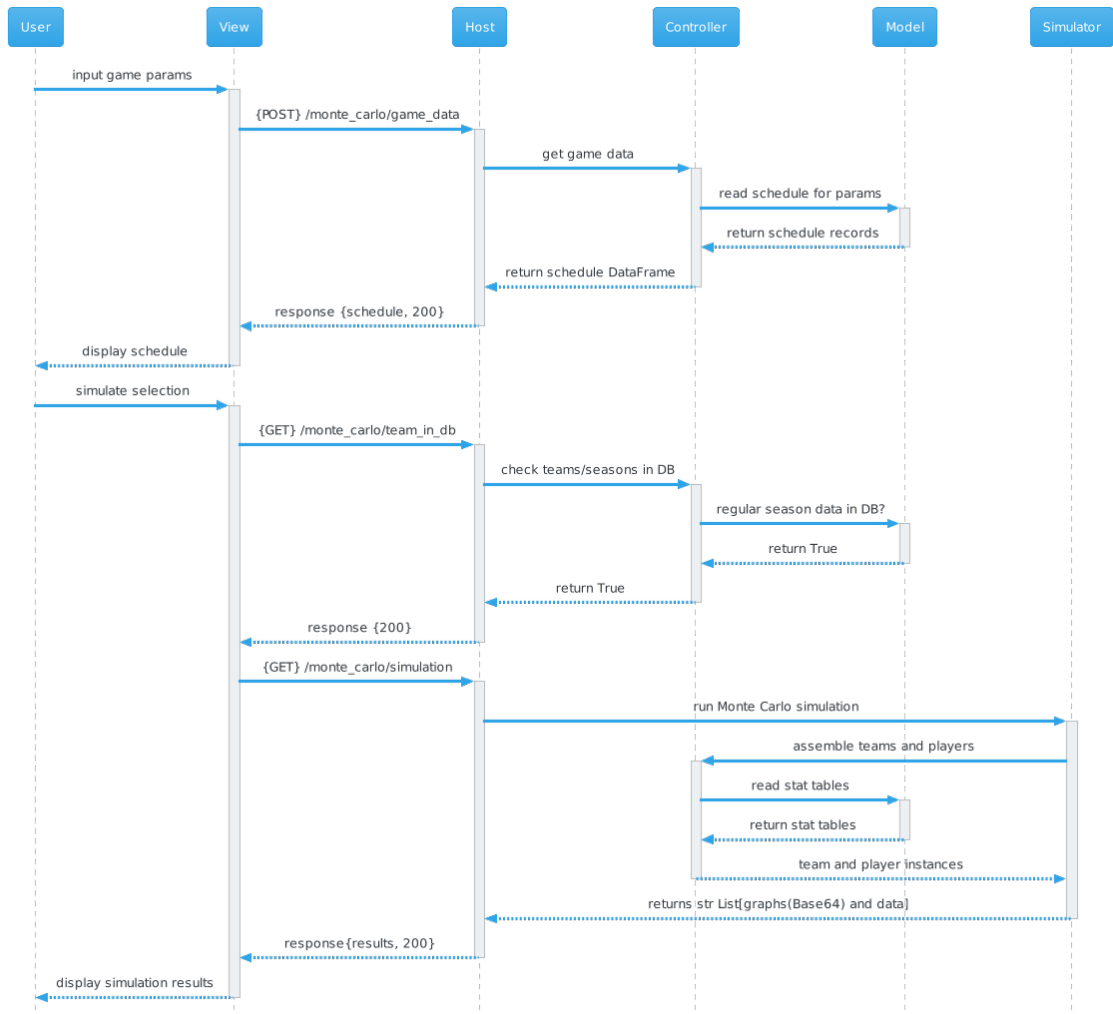 User
View
Host
Controller
Model
Simulator
input game params
{POST} /monte_carlo/game_data
get game data
read schedule for params
return schedule records
return schedule DataFrame
response {schedule, 200}
display schedule
simulate selection
{GET} /monte_carlo/team_in_db
check teams/seasons in DB
regular season data in DB?
return True
return True
response {200}
{GET} /monte_carlo/simulation
run Monte Carlo simulation
assemble teams and players
read stat tables
return stat tables
team and player instances
returns str List[graphs(Base64) and data]
response{results, 200}
display simulation results